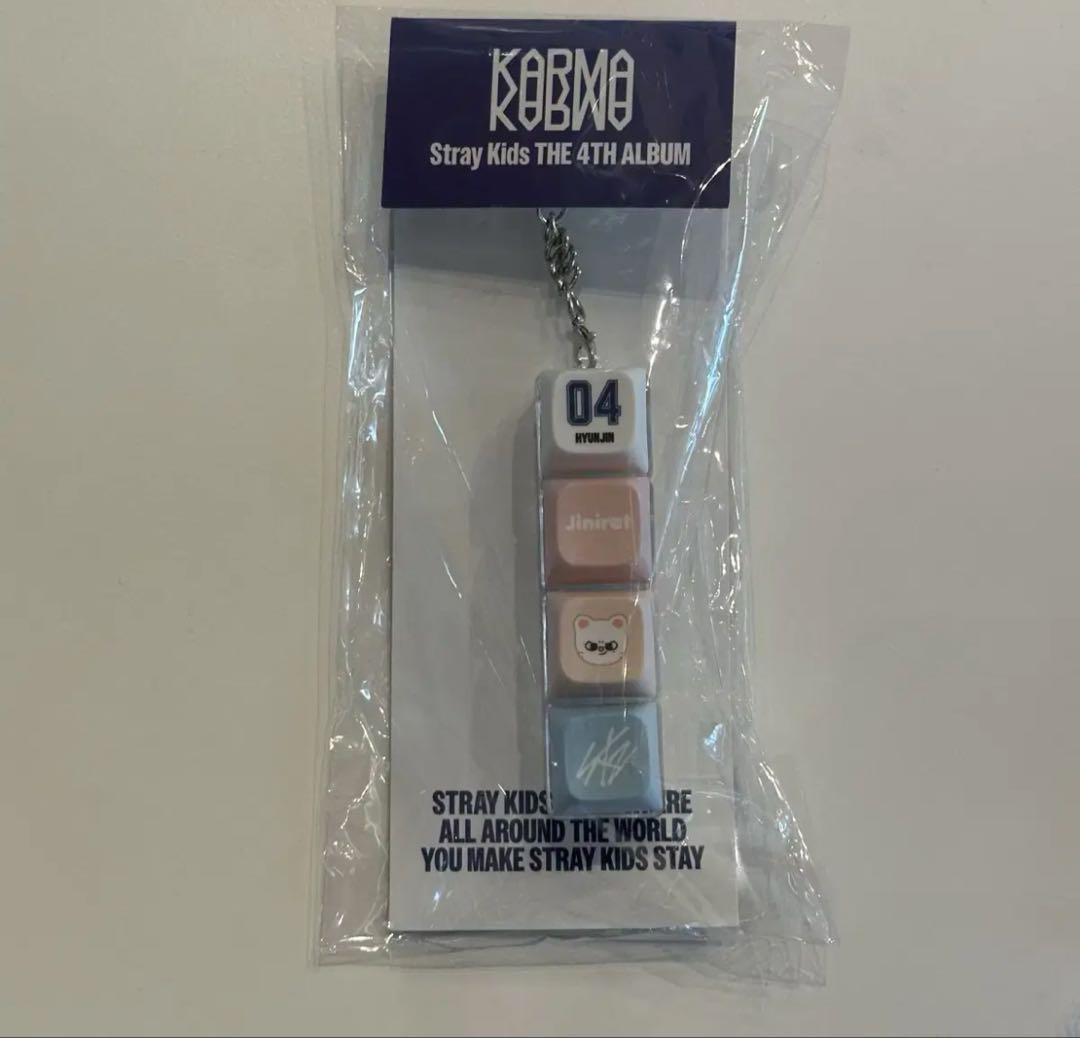 KARMA
Stray Kids THE 4TH ALBUM
04
HYUNJIN
Jiniret
SKZ
STRAY KIDS
ALL AROUND THE WORLD
YOU MAKE STRAY KIDS STAY